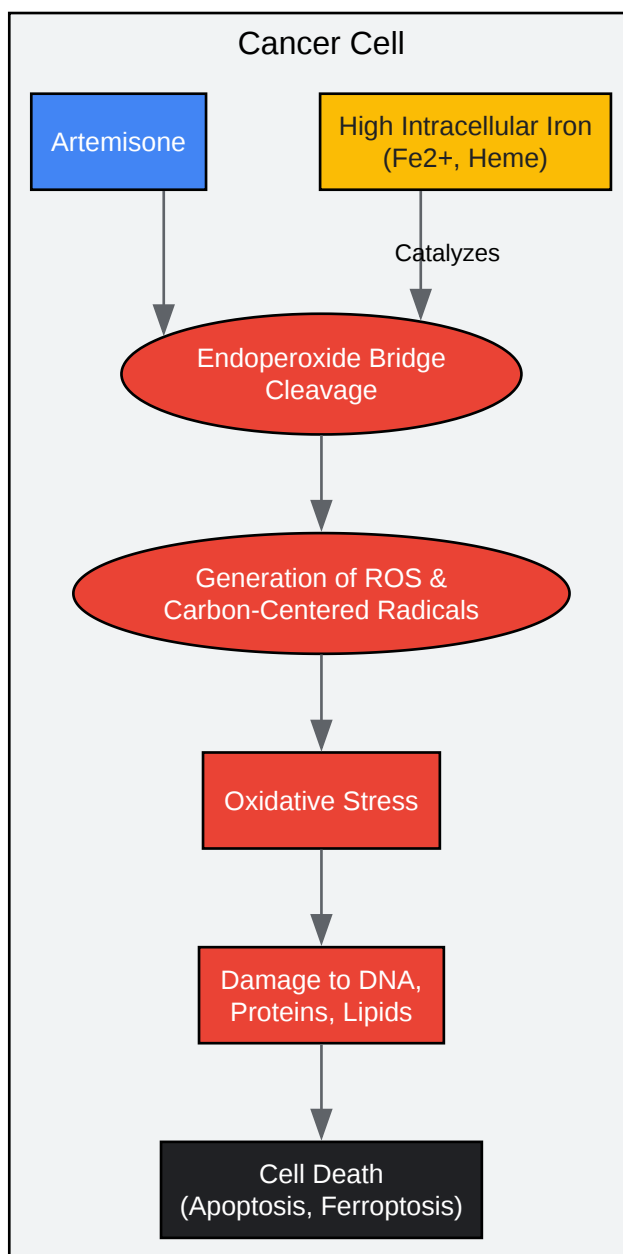 Cancer Cell
Artemisone
High Intracellular Iron
(Fe2+, Heme)
Catalyzes
Endoperoxide Bridge
Cleavage
Generation of ROS &
Carbon-Centered Radicals
Oxidative Stress
Damage to DNA,
Proteins, Lipids
Cell Death
(Apoptosis, Ferroptosis)